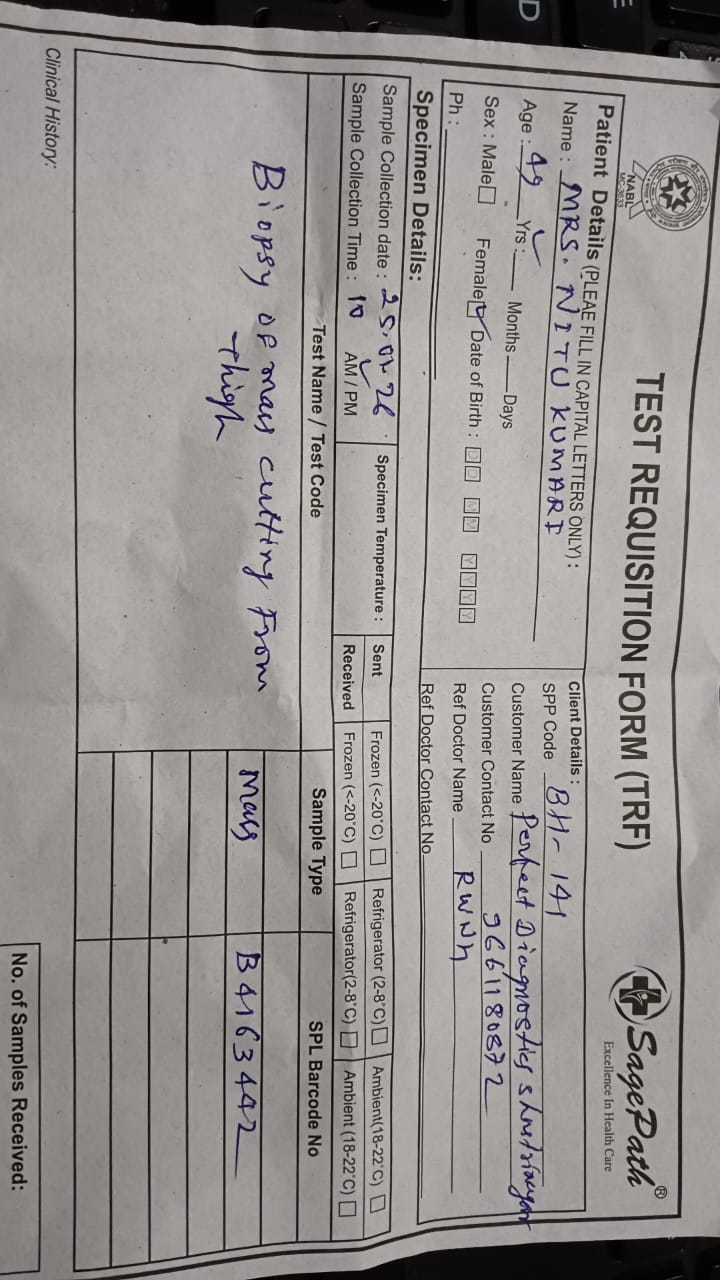 TEST REQUISITION FORM (TRF)
SagePath®
Excellence In Health Care
NABL
Patient Details (PLEAE FILL IN CAPITAL LETTERS ONLY) :
Name : MRS. NITU KUMARI
Age : 49 Yrs : Months Days
Sex : Male Female Date of Birth : DD MM YYYY
Ph :
Client Details :
SPP Code BH-141
Customer Name Perfect Diagnostics
Customer Contact No
Ref Doctor Name RWNH
Ref Doctor Contact No
Specimen Details:
Sample Collection date : 25.07.26
Sample Collection Time : 10 AM / PM
Specimen Temperature :
Sent Frozen (<-20°C) Refrigerator (2-8°C) Ambient(18-22°C)
Received Frozen (<-20°C) Refrigerator(2-8°C) Ambient (18-22°C)
Test Name / Test Code Sample Type SPL Barcode No
Biopsy of mass cutting From thigh
Mass B4163442
Clinical History:
No. of Samples Received: